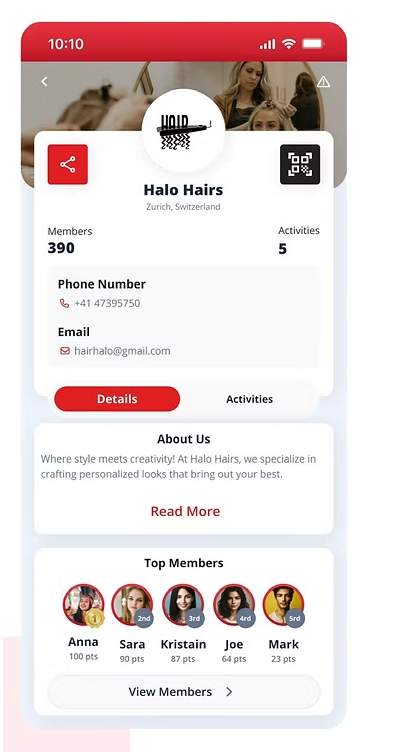 10:10
HAIR
Halo Hairs
Zurich, Switzerland
Members
Activities
390
5
Phone Number
+41 47395750
Email
hairhalo@gmail.com
Details
Activities
About Us
Where style meets creativity! At Halo Hairs, we specialize in
crafting personalized looks that bring out your best.
Read More
Top Members
1
2nd
3rd
4rd
5rd
Anna
Sara
Kristain
Joe
Mark
100 pts
90 pts
87 pts
64 pts
23 pts
View Members